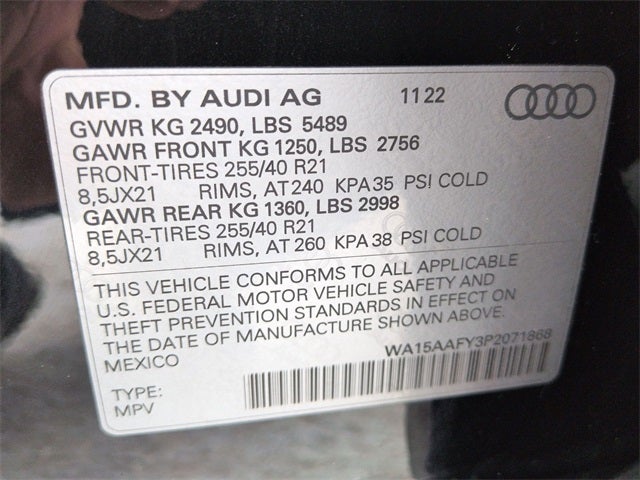 MFD. BY AUDI AG 1122
GVWR KG 2490, LBS 5489
GAWR FRONT KG 1250, LBS 2756
FRONT-TIRES 255/40 R21
8,5JX21 RIMS, AT 240 KPA 35 PSI COLD
GAWR REAR KG 1360, LBS 2998
REAR-TIRES 255/40 R21
8,5JX21 RIMS, AT 260 KPA 38 PSI COLD
THIS VEHICLE CONFORMS TO ALL APPLICABLE
U.S. FEDERAL MOTOR VEHICLE SAFETY AND
THEFT PREVENTION STANDARDS IN EFFECT ON
THE DATE OF MANUFACTURE SHOWN ABOVE.
MEXICO
WA15AAFY3P2071868
TYPE:
MPV